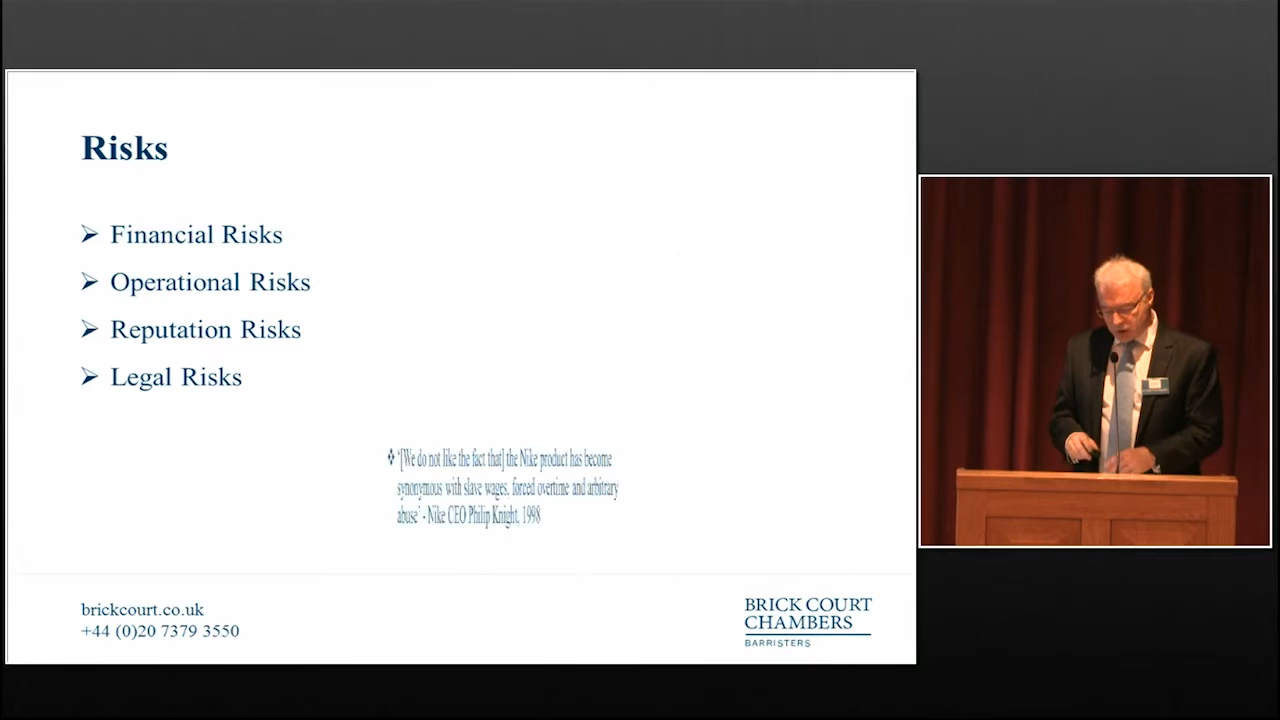 Risks
➢ Financial Risks
➢ Operational Risks
➢ Reputation Risks
➢ Legal Risks
❖ '[We do not like the fact that] the Nike product has become
synonymous with slave wages, forced overtime and arbitrary
abuse' - Nike CEO Philip Knight, 1998
brickcourt.co.uk
+44 (0)20 7379 3550
BRICK COURT
CHAMBERS
BARRISTERS